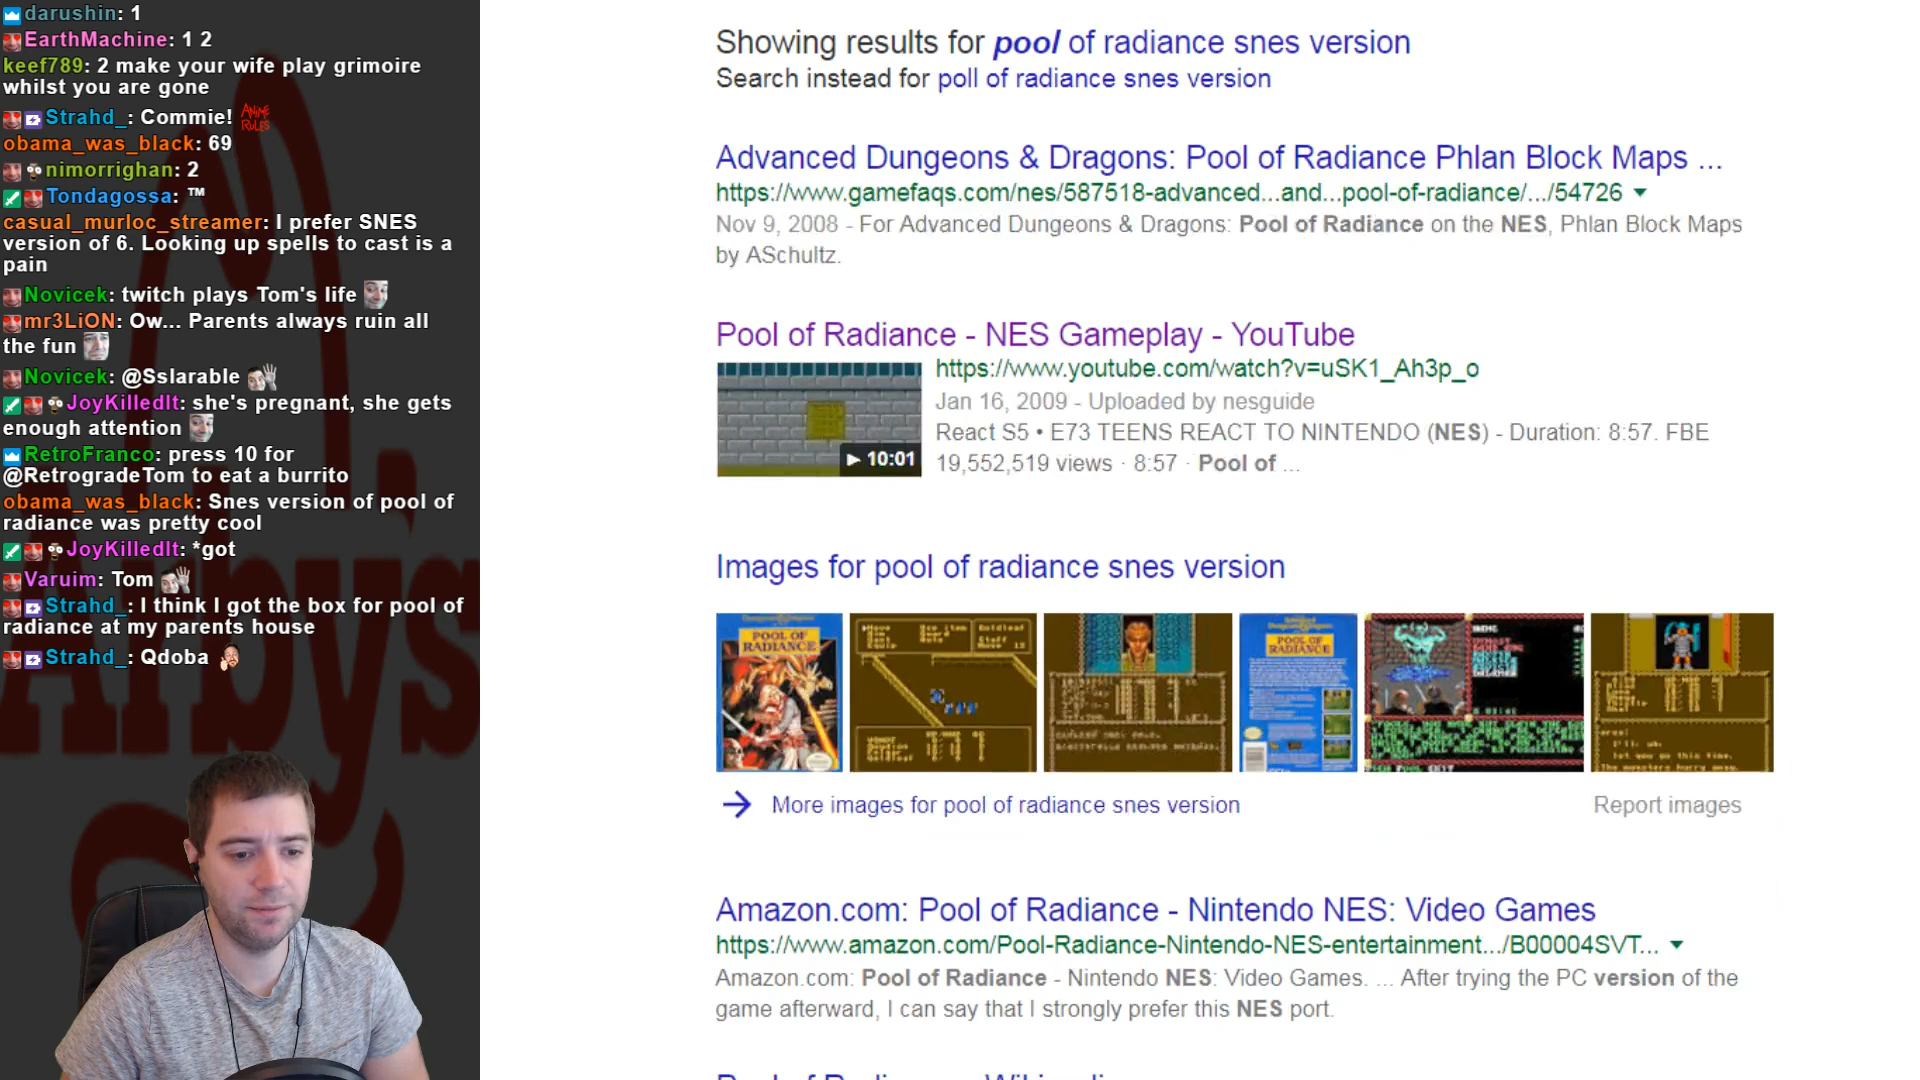 darushin: 1
EarthMachine: 1 2
keef789: 2 make your wife play grimoire
whilst you are gone
Strahd_: Commie! ANIME RULES
obama_was_black: 69
nimorrighan: 2
Tondagossa: ™
casual_murloc_streamer: I prefer SNES
version of 6. Looking up spells to cast is a
pain
Novicek: twitch plays Tom's life
mr3LiON: Ow... Parents always ruin all
the fun
Novicek: @Sslarable
JoyKilledIt: she's pregnant, she gets
enough attention
RetroFranco: press 10 for
@RetrogradeTom to eat a burrito
obama_was_black: Snes version of pool of
radiance was pretty cool
JoyKilledIt: *got
Varuim: Tom
Strahd_: I think I got the box for pool of
radiance at my parents house
Strahd_: Qdoba
Arbys
Showing results for pool of radiance snes version
Search instead for poll of radiance snes version
Advanced Dungeons & Dragons: Pool of Radiance Phlan Block Maps ...
https://www.gamefaqs.com/nes/587518-advanced...and...pool-of-radiance/.../54726
Nov 9, 2008 - For Advanced Dungeons & Dragons: Pool of Radiance on the NES, Phlan Block Maps
by ASchultz.
Pool of Radiance - NES Gameplay - YouTube
https://www.youtube.com/watch?v=uSK1_Ah3p_o
Jan 16, 2009 - Uploaded by nesguide
React S5 • E73 TEENS REACT TO NINTENDO (NES) - Duration: 8:57. FBE
19,552,519 views · 8:57 · Pool of ...
10:01
Images for pool of radiance snes version
POOL OF
RADIANCE
POOL OF
RADIANCE
More images for pool of radiance snes version
Report images
Amazon.com: Pool of Radiance - Nintendo NES: Video Games
https://www.amazon.com/Pool-Radiance-Nintendo-NES-entertainment.../B00004SVT...
Amazon.com: Pool of Radiance - Nintendo NES: Video Games. ... After trying the PC version of the
game afterward, I can say that I strongly prefer this NES port.